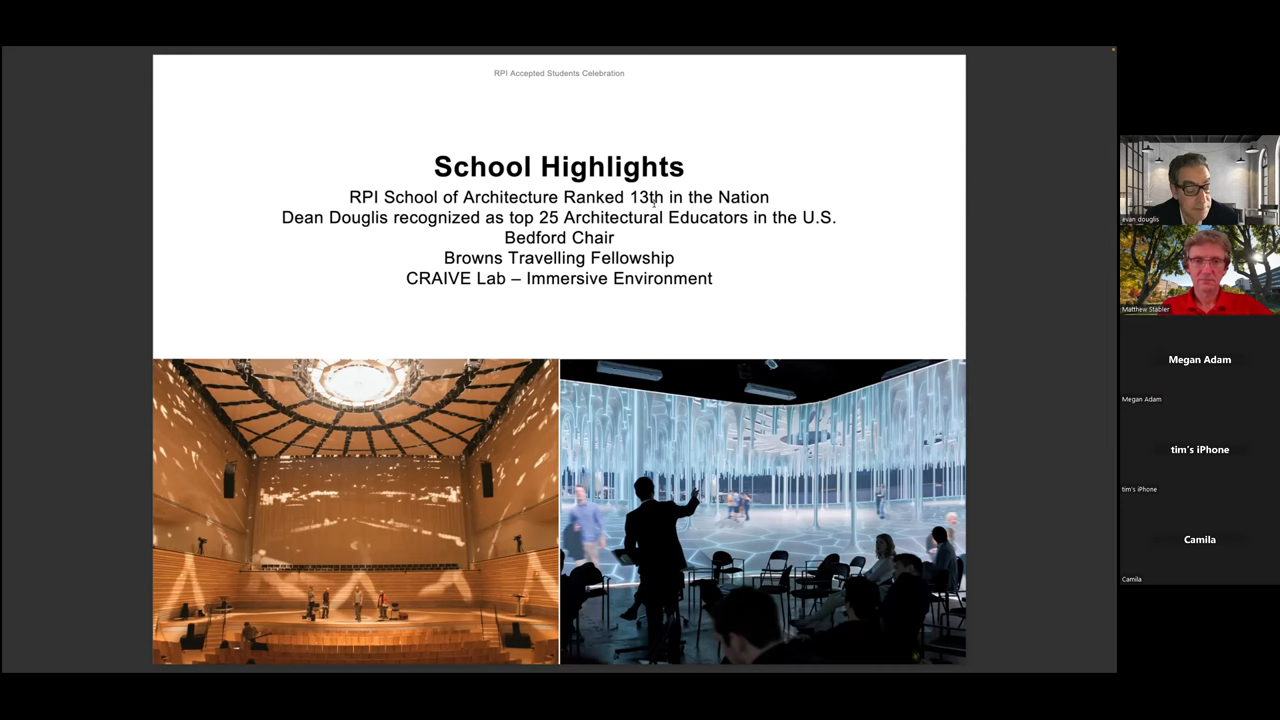 RPI Accepted Students Celebration
School Highlights
RPI School of Architecture Ranked 13th in the Nation
Dean Douglis recognized as top 25 Architectural Educators in the U.S.
Bedford Chair
Browns Travelling Fellowship
CRAIVE Lab – Immersive Environment
evan douglis
Matthew Stabler
Megan Adam
Megan Adam
tim's iPhone
tim's iPhone
Camila
Camila